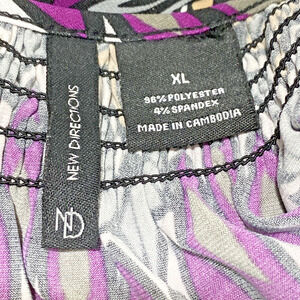 NEW DIRECTIONS
ND
XL
96% POLYESTER
4% SPANDEX
MADE IN CAMBODIA